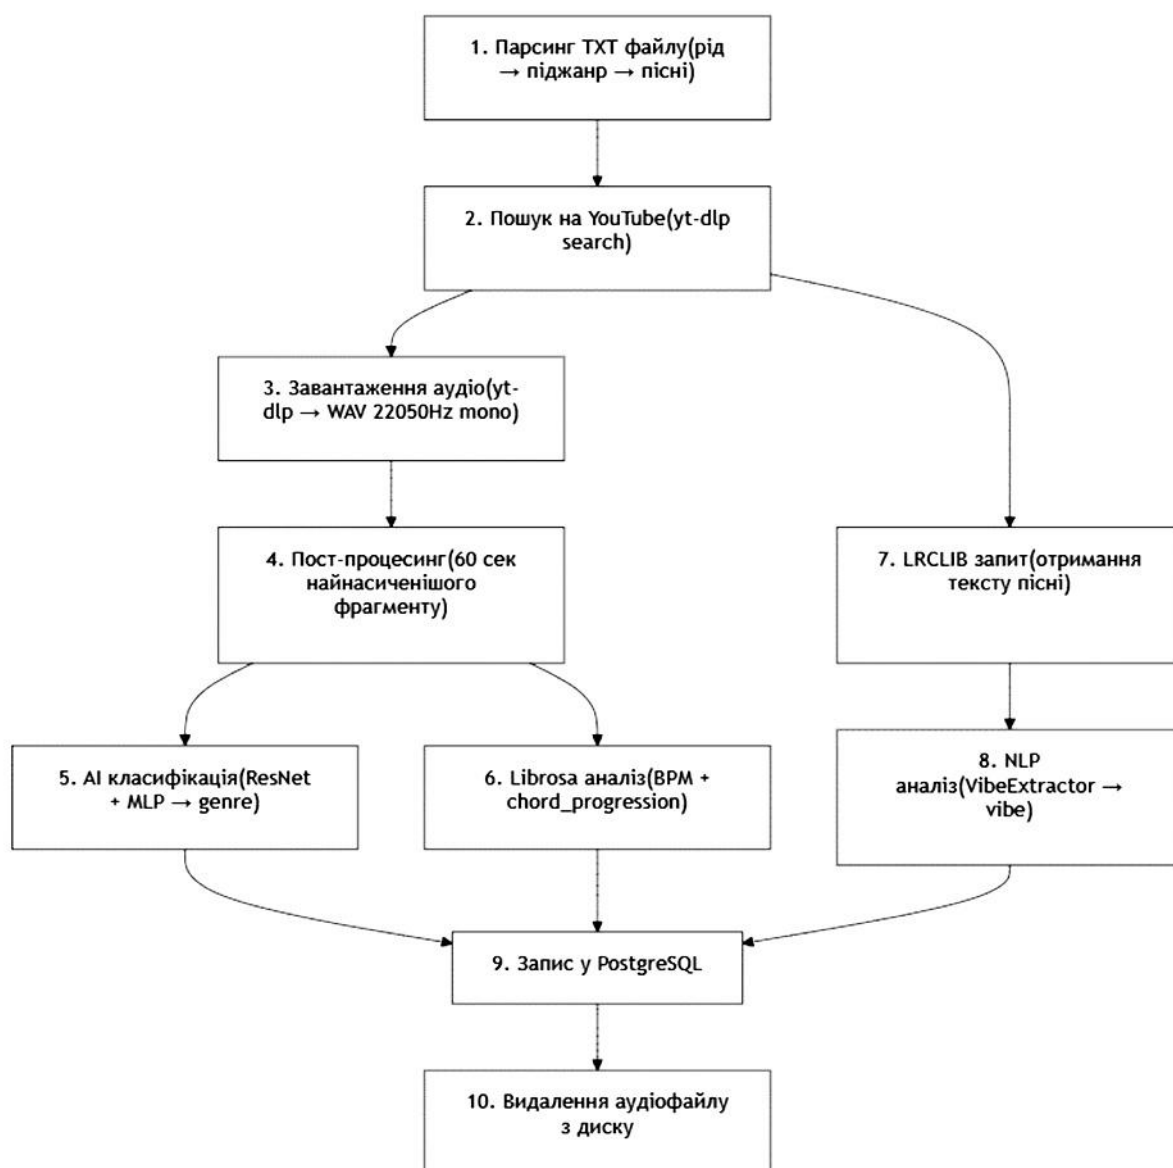 1. Парсинг TXT файлу(рід
→ піджанр → пісні)
2. Пошук на YouTube(yt-dlp
search)
3. Завантаження аудіо(yt-
dlp → WAV 22050Hz mono)
4. Пост-процесинг(60 сек
найнасиченішого
фрагменту)
7. LRCLIB запит(отримання
тексту пісні)
5. AI класифікація(ResNet
+ MLP → genre)
6. Librosa аналіз(BPM +
chord_progression)
8. NLP
аналіз(VibeExtractor →
vibe)
9. Запис у PostgreSQL
10. Видалення аудіофайлу
з диску